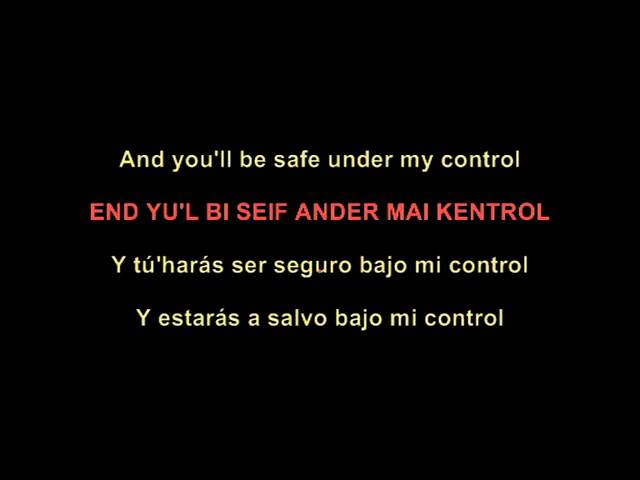 And you'll be safe under my control
END YU'L BI SEIF ANDER MAI KENTROL
Y tú'harás ser seguro bajo mi control
Y estarás a salvo bajo mi control